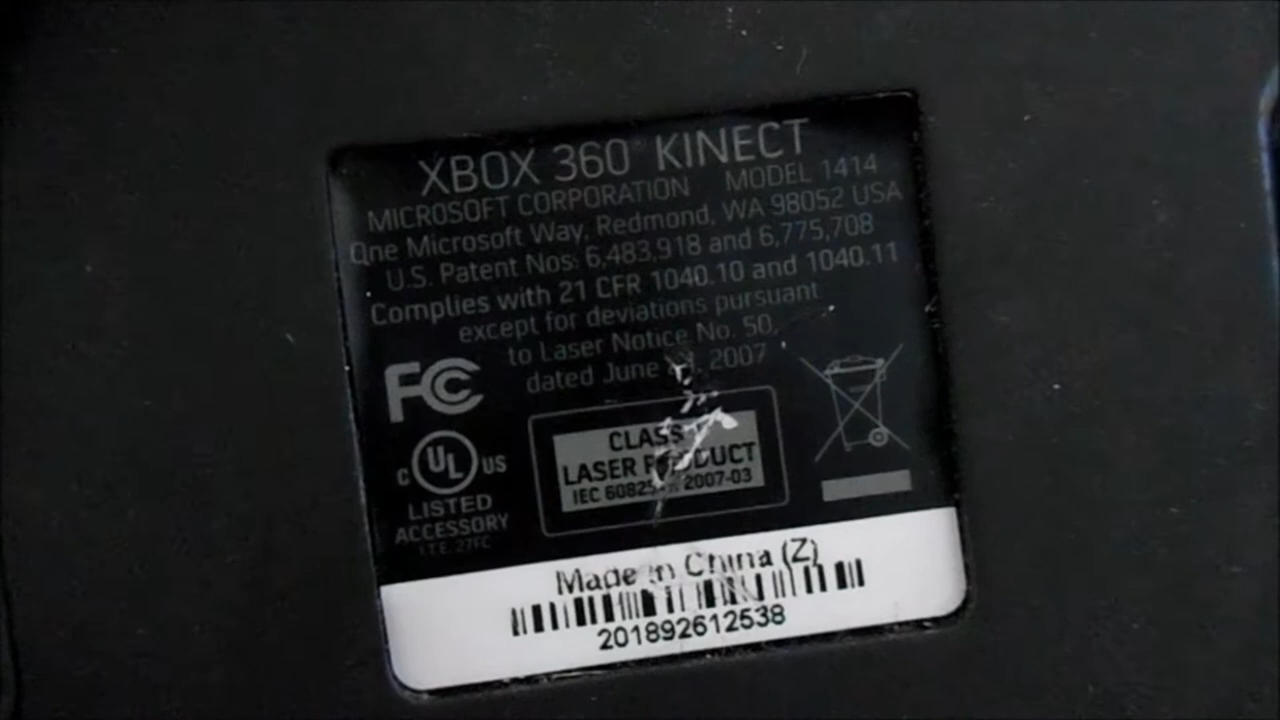 XBOX 360 KINECT
MICROSOFT CORPORATION MODEL 1414
One Microsoft Way, Redmond, WA 98052 USA
U.S. Patent Nos: 6,483,918 and 6,775,708
Complies with 21 CFR 1040.10 and 1040.11
except for deviations pursuant
to Laser Notice No. 50,
dated June 2007
FC
C UL US
LISTED
ACCESSORY
I.T.E. 27FC
CLASS
LASER PRODUCT
IEC 2007-03
Made in China (Z)
201892612538